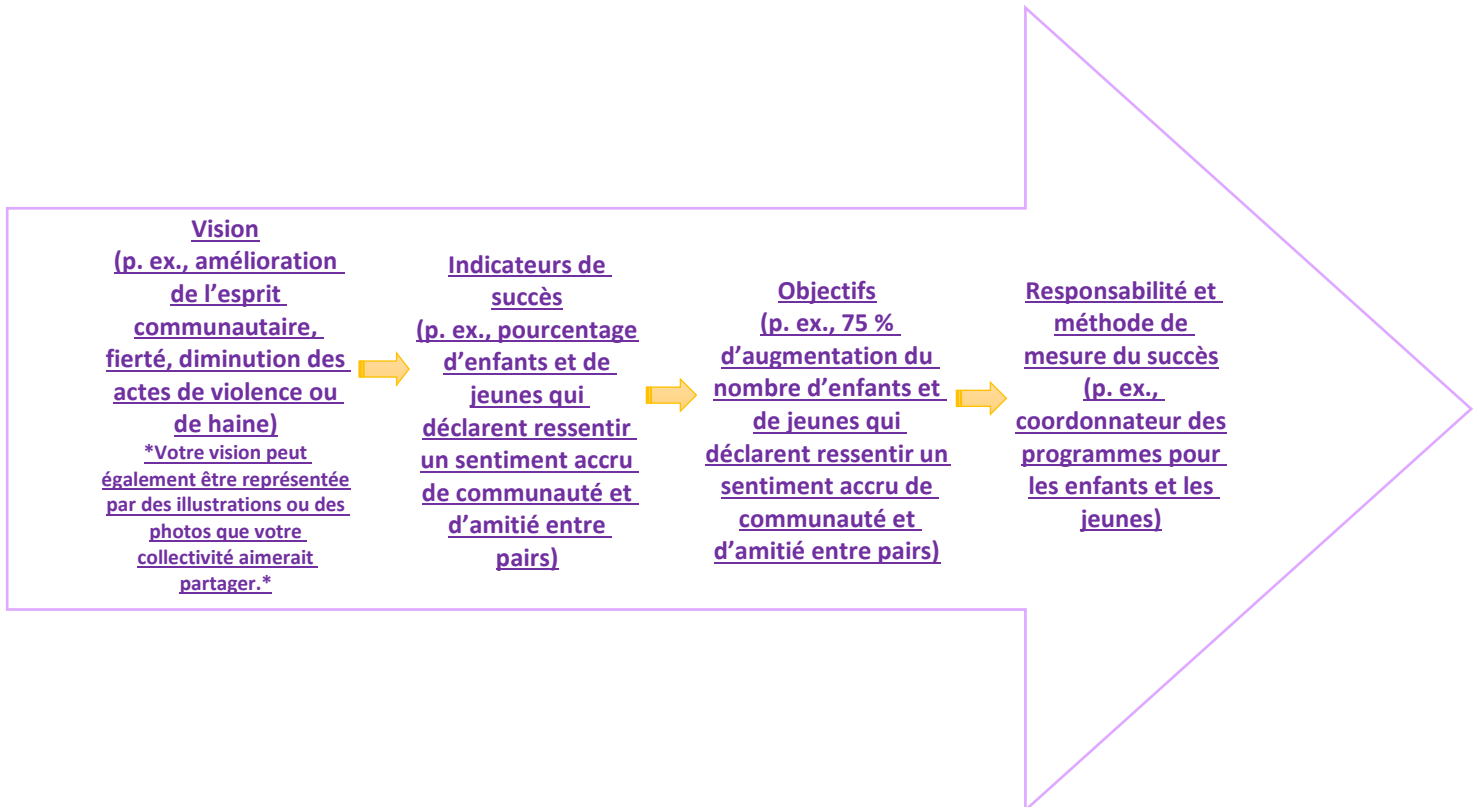 Vision
(p. ex., amélioration
de l’esprit
communautaire,
fierté, diminution des
actes de violence ou
de haine)
*Votre vision peut
également être représentée
par des illustrations ou des
photos que votre
collectivité aimerait
partager.*
Indicateurs de
succès
(p. ex., pourcentage
d’enfants et de
jeunes qui
déclarent ressentir
un sentiment accru
de communauté et
d’amitié entre
pairs)
Objectifs
(p. ex., 75 %
d’augmentation du
nombre d’enfants et
de jeunes qui
déclarent ressentir un
sentiment accru de
communauté et
d’amitié entre pairs)
Responsabilité et
méthode de
mesure du succès
(p. ex.,
coordonnateur des
programmes pour
les enfants et les
jeunes)